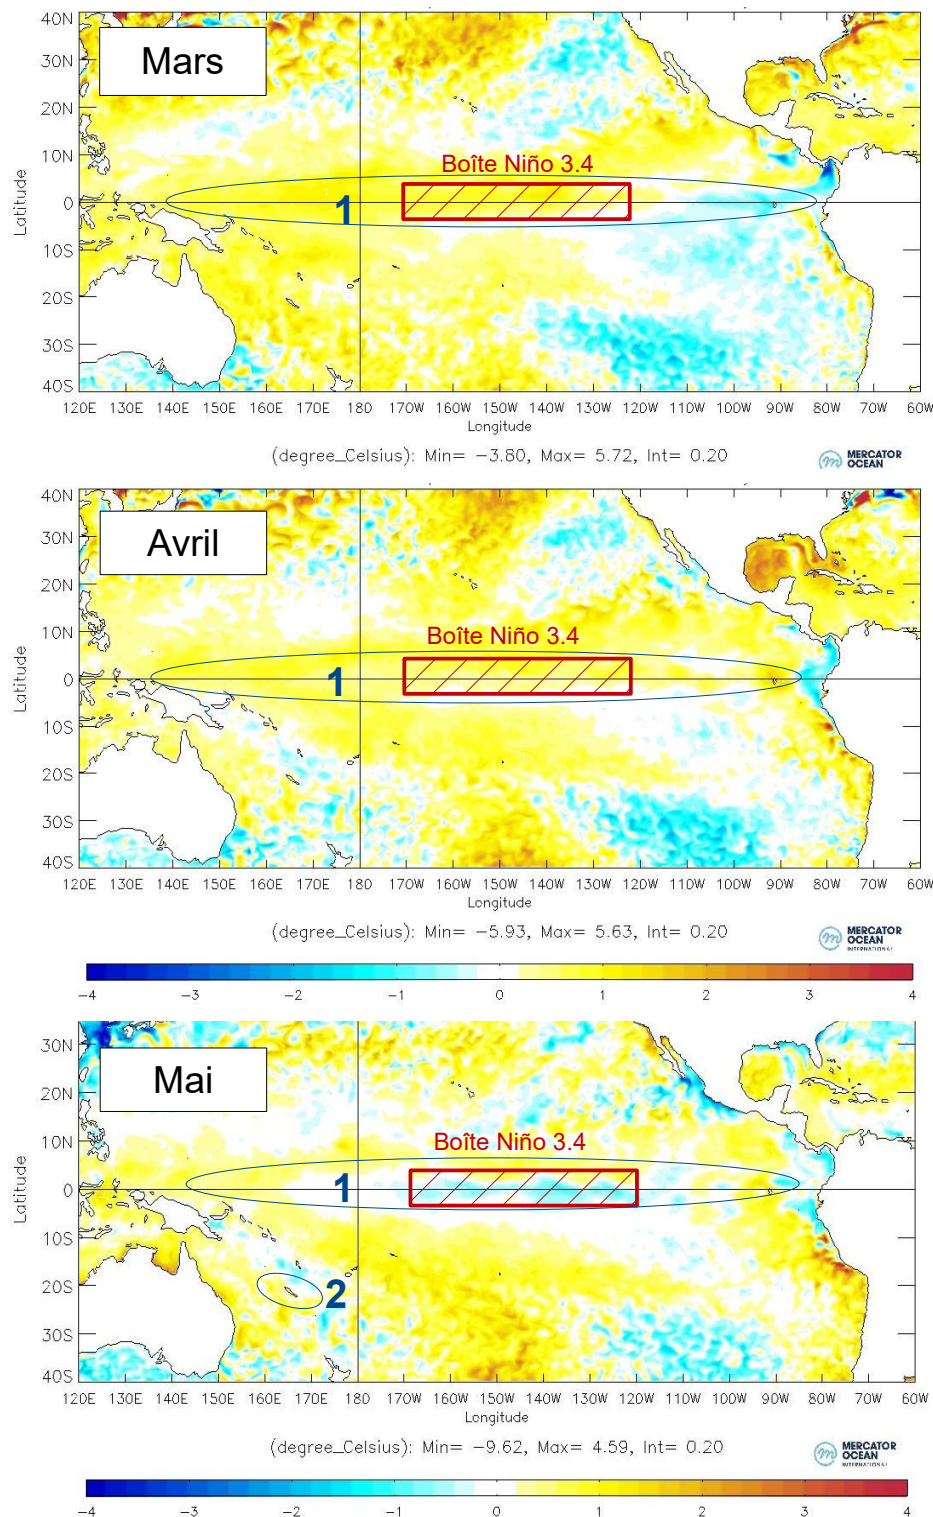 40N
30N
20N
10N
0
10S
20S
30S
40S
Latitude
Mars
Boîte Niño 3.4
1
120E 130E 140E 150E 160E 170E 180 170W 160W 150W 140W 130W 120W 110W 100W 90W 80W 70W 60W
Longitude
(degree_Celsius): Min= -3.80, Max= 5.72, Int= 0.20
MERCATOR
OCEAN
40N
30N
20N
10N
0
10S
20S
30S
40S
Latitude
Avril
Boîte Niño 3.4
1
120E 130E 140E 150E 160E 170E 180 170W 160W 150W 140W 130W 120W 110W 100W 90W 80W 70W 60W
Longitude
(degree_Celsius): Min= -5.93, Max= 5.63, Int= 0.20
MERCATOR
OCEAN
INTERNATIONAL
-4 -3 -2 -1 0 1 2 3 4
30N
20N
10N
0
10S
20S
30S
40S
Latitude
Mai
Boîte Niño 3.4
1
2
120E 130E 140E 150E 160E 170E 180 170W 160W 150W 140W 130W 120W 110W 100W 90W 80W 70W 60W
Longitude
(degree_Celsius): Min= -9.62, Max= 4.59, Int= 0.20
MERCATOR
OCEAN
INTERNATIONAL
-4 -3 -2 -1 0 1 2 3 4